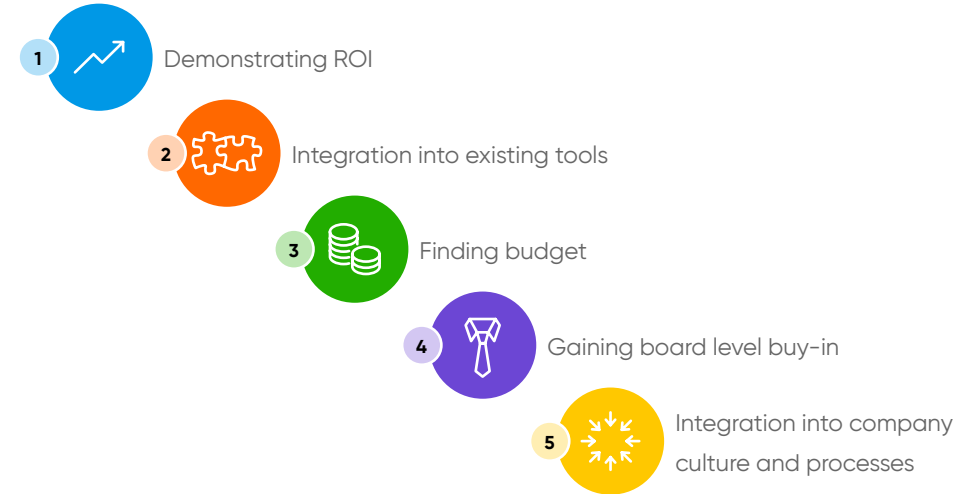 1 Demonstrating ROI
2 Integration into existing tools
3 Finding budget
4 Gaining board level buy-in
5 Integration into company
culture and processes